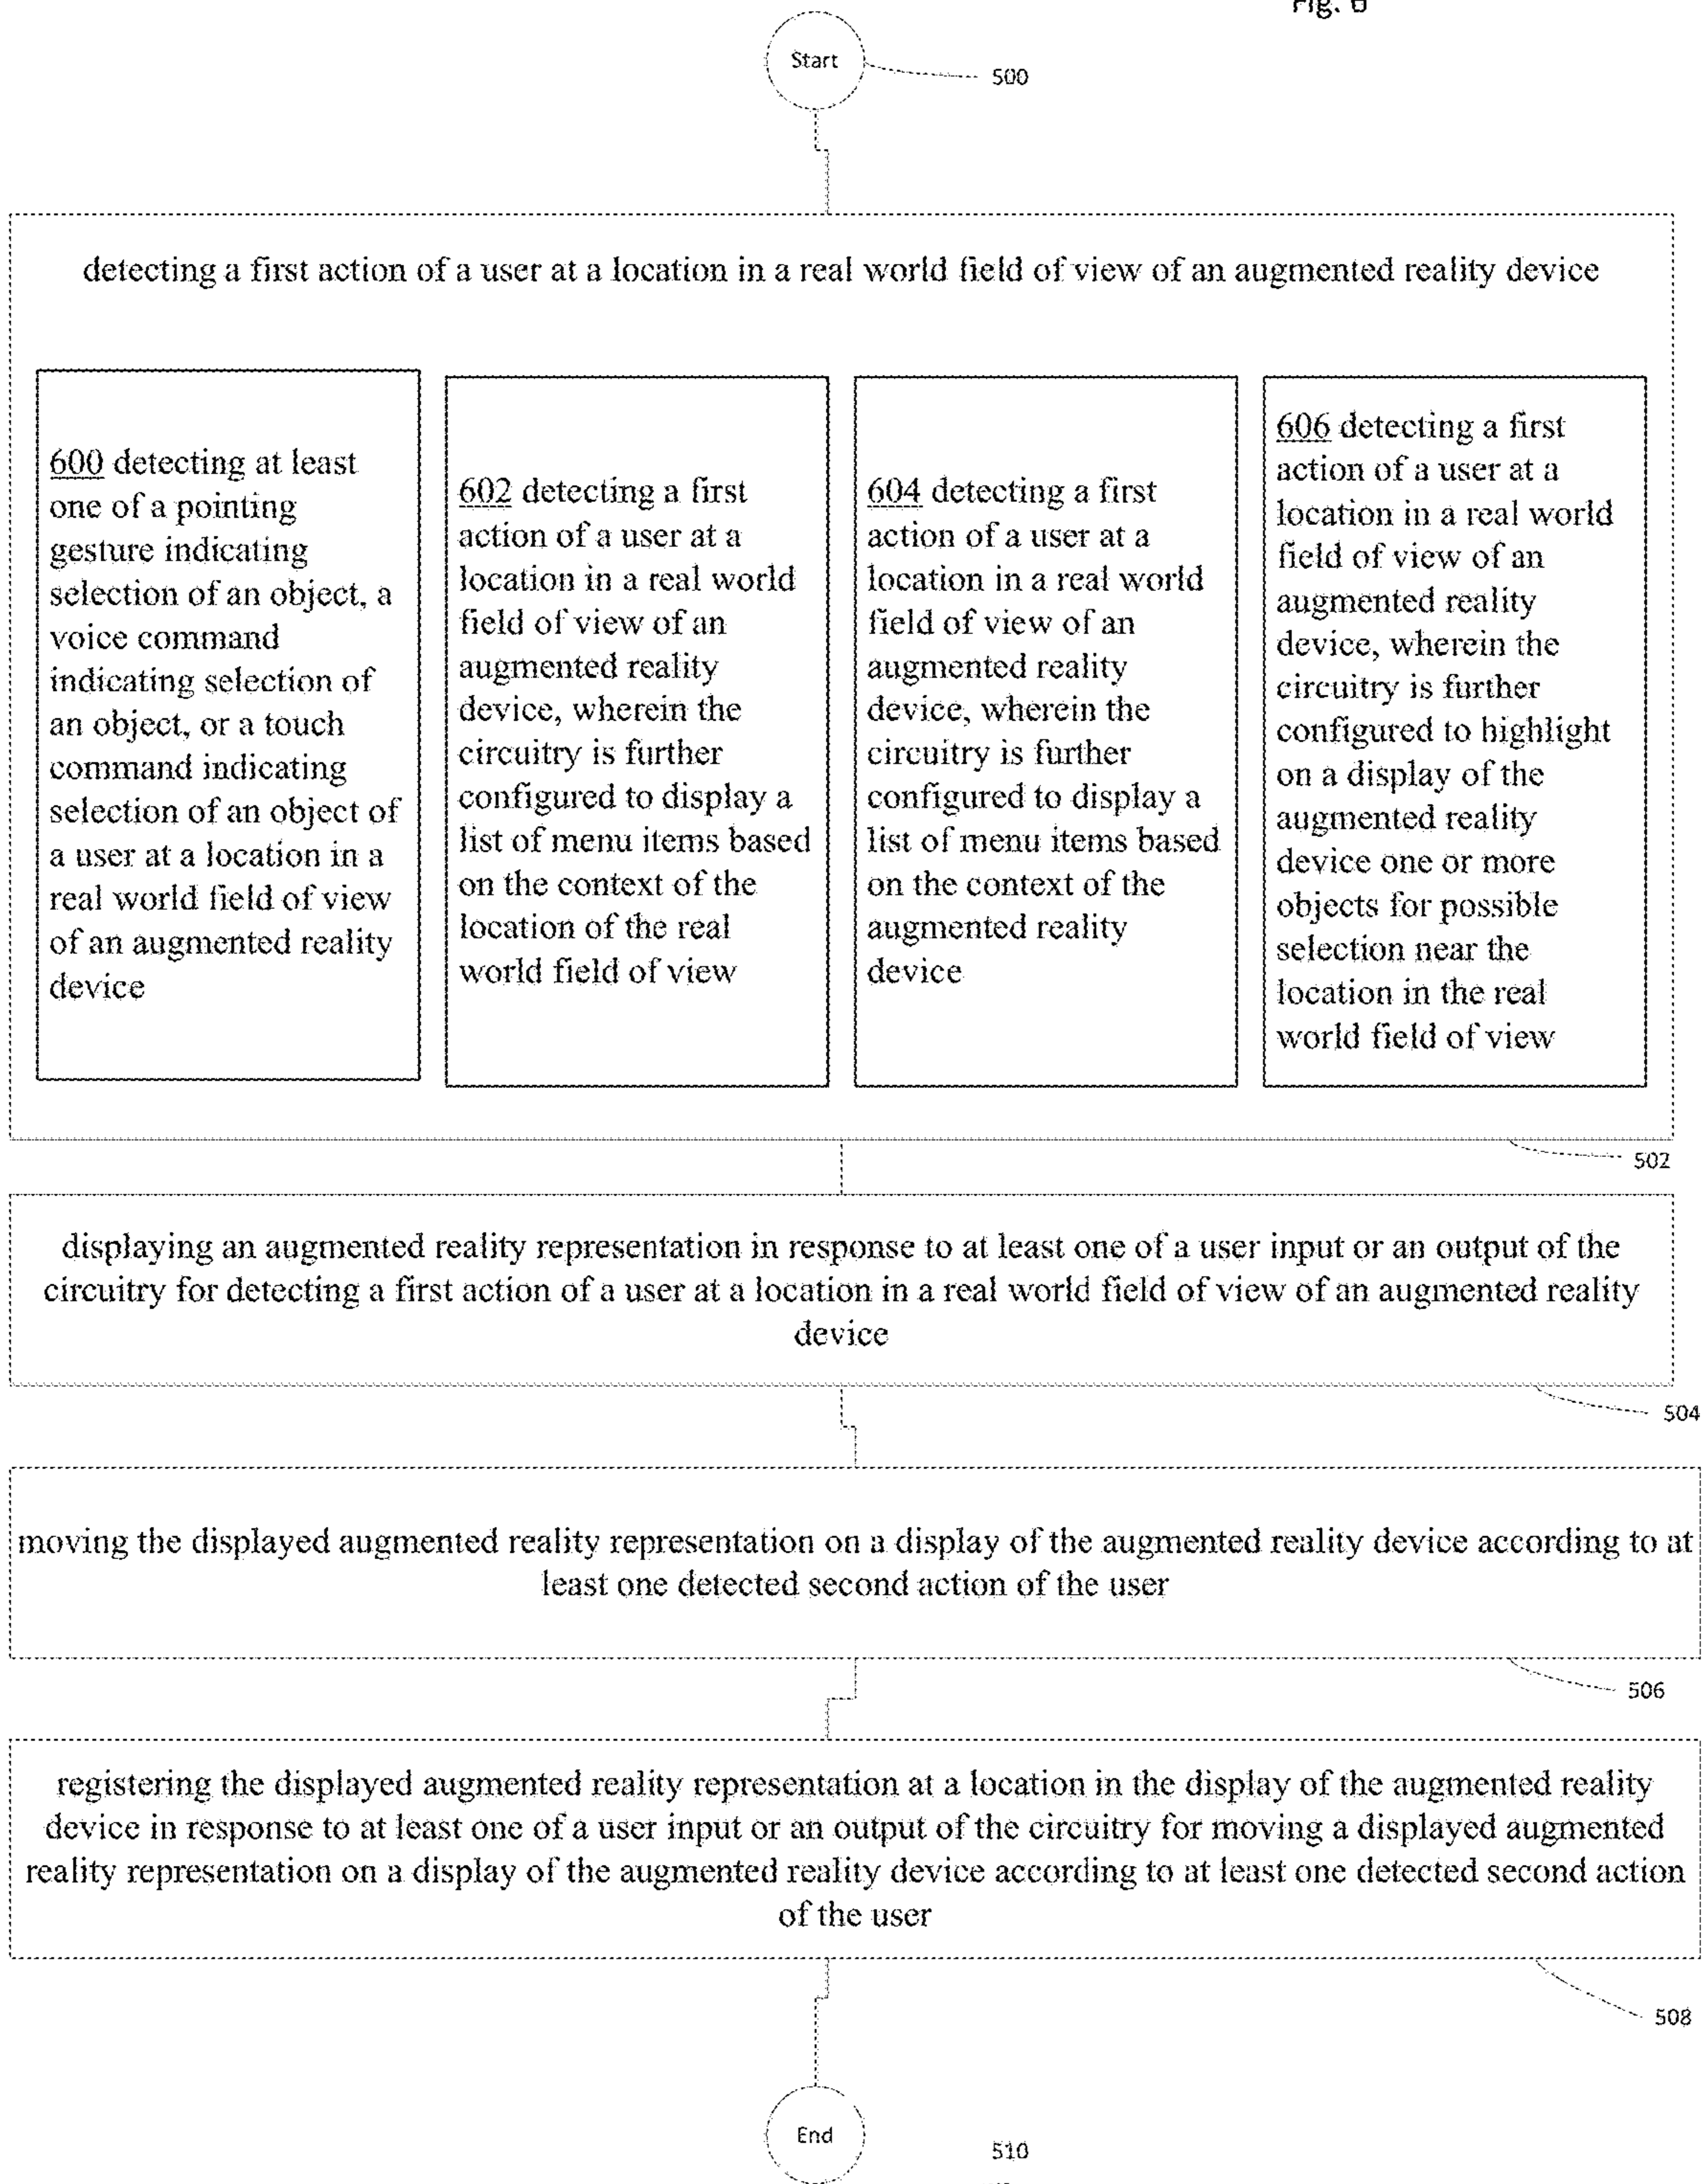 Fig. 6
Start
500
detecting a first action of a user at a location in a real world field of view of an augmented reality device
600 detecting at least
one of a pointing
gesture indicating
selection of an object, a
voice command
indicating selection of
an object, or a touch
command indicating
selection of an object of
a user at a location in a
real world field of view
of an augmented reality
device
602 detecting a first
action of a user at a
location in a real world
field of view of an
augmented reality
device, wherein the
circuitry is further
configured to display a
list of menu items based
on the context of the
location of the real
world field of view
604 detecting a first
action of a user at a
location in a real world
field of view of an
augmented reality
device, wherein the
circuitry is further
configured to display a
list of menu items based
on the context of the
augmented reality
device
606 detecting a first
action of a user at a
location in a real world
field of view of an
augmented reality
device, wherein the
circuitry is further
configured to highlight
on a display of the
augmented reality
device one or more
objects for possible
selection near the
location in the real
world field of view
502
displaying an augmented reality representation in response to at least one of a user input or an output of the
circuitry for detecting a first action of a user at a location in a real world field of view of an augmented reality
device
504
moving the displayed augmented reality representation on a display of the augmented reality device according to at
least one detected second action of the user
506
registering the displayed augmented reality representation at a location in the display of the augmented reality
device in response to at least one of a user input or an output of the circuitry for moving a displayed augmented
reality representation on a display of the augmented reality device according to at least one detected second action
of the user
508
End
510